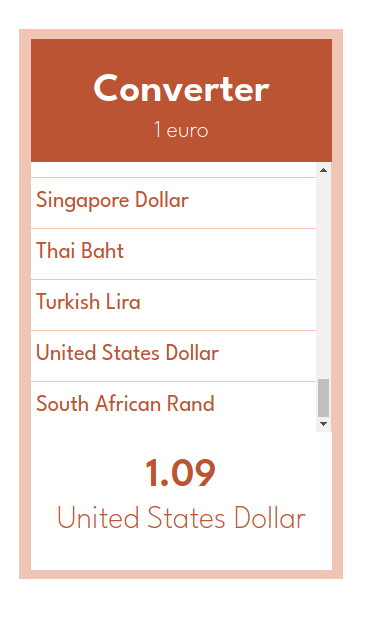 Converter
1 euro
Singapore Dollar
Thai Baht
Turkish Lira
United States Dollar
South African Rand
1.09
United States Dollar